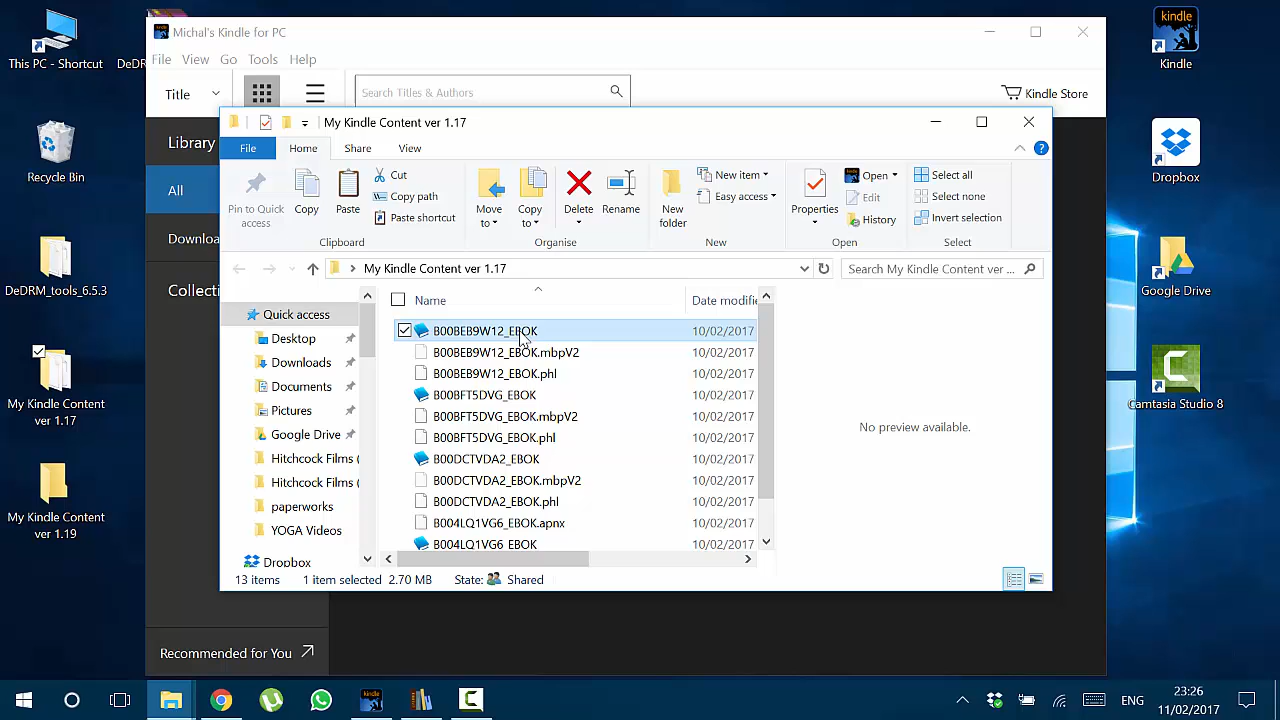 This PC - Shortcut
DeDR
Recycle Bin
DeDRM_tools_6.5.3
My Kindle Content
ver 1.17
My Kindle Content
ver 1.19
Michal's Kindle for PC
File View Go Tools Help
Title
Search Titles & Authors
Kindle Store
Library
All
Downloa
Collecti
Recommended for You
My Kindle Content ver 1.17
File Home Share View
Pin to Quick
access
Copy
Paste
Cut
Copy path
Paste shortcut
Clipboard
Move
to
Copy
to
Delete
Rename
Organise
New
folder
New item
Easy access
New
Properties
Open
Edit
History
Open
Select all
Select none
Invert selection
Select
My Kindle Content ver 1.17
Search My Kindle Content ver ...
Quick access
Desktop
Downloads
Documents
Pictures
Google Drive
Hitchcock Films (
Hitchcock Films (
paperworks
YOGA Videos
Dropbox
Name Date modifie
B00BEB9W12_EBOK 10/02/2017
B00BEB9W12_EBOK.mbpV2 10/02/2017
B00BEB9W12_EBOK.phl 10/02/2017
B00BFT5DVG_EBOK 10/02/2017
B00BFT5DVG_EBOK.mbpV2 10/02/2017
B00BFT5DVG_EBOK.phl 10/02/2017
B00DCTVDA2_EBOK 10/02/2017
B00DCTVDA2_EBOK.mbpV2 10/02/2017
B00DCTVDA2_EBOK.phl 10/02/2017
B004LQ1VG6_EBOK.apnx 10/02/2017
B004LQ1VG6_EBOK 10/02/2017
No preview available.
13 items 1 item selected 2.70 MB State: Shared
kindle
Kindle
Dropbox
Google Drive
Camtasia Studio 8
kindle
ENG
23:26
11/02/2017